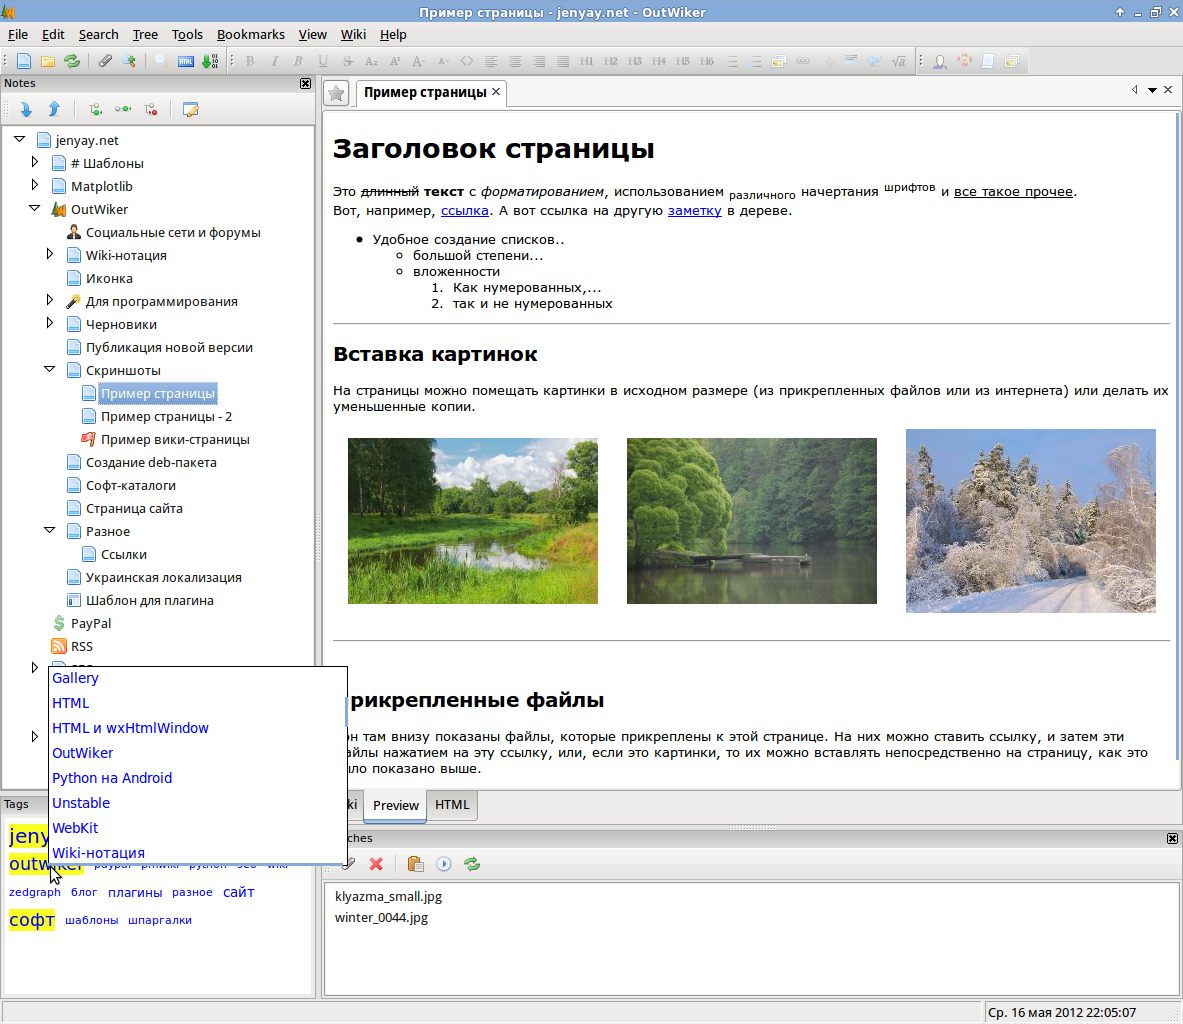 Пример страницы - jenyay.net - OutWiker
File Edit Search Tree Tools Bookmarks View Wiki Help
B I B U S A₂ A² A- A- <> H1 H2 H3 H4 H5 H6 √a
Notes
Пример страницы
jenyay.net
# Шаблоны
Matplotlib
OutWiker
Социальные сети и форумы
Wiki-нотация
Иконка
Для программирования
Черновики
Публикация новой версии
Скриншоты
Пример страницы
Пример страницы - 2
Пример вики-страницы
Создание deb-пакета
Софт-каталоги
Страница сайта
Разное
Ссылки
Украинская локализация
Шаблон для плагина
PayPal
RSS
Gallery
HTML
HTML и wxHtmlWindow
OutWiker
Python на Android
Unstable
WebKit
Wiki-нотация
Tags
jeny
outwiker paypal pmwiki python seo wiki
zedgraph блог плагины разное сайт
софт шаблоны шпаргалки
Заголовок страницы
Это длинный текст с форматированием, использованием различного начертания шрифтов и все такое прочее.
Вот, например, ссылка. А вот ссылка на другую заметку в дереве.
Удобное создание списков..
большой степени...
вложенности
1. Как нумерованных,...
2. так и не нумерованных
Вставка картинок
На страницы можно помещать картинки в исходном размере (из прикрепленных файлов или из интернета) или делать их
уменьшенные копии.
рикрепленные файлы
он там внизу показаны файлы, которые прикреплены к этой странице. На них можно ставить ссылку, и затем эти
айлы нажатием на эту ссылку, или, если это картинки, то их можно вставлять непосредственно на страницу, как это
ло показано выше.
ki Preview HTML
ches
klyazma_small.jpg
winter_0044.jpg
Ср. 16 мая 2012 22:05:07